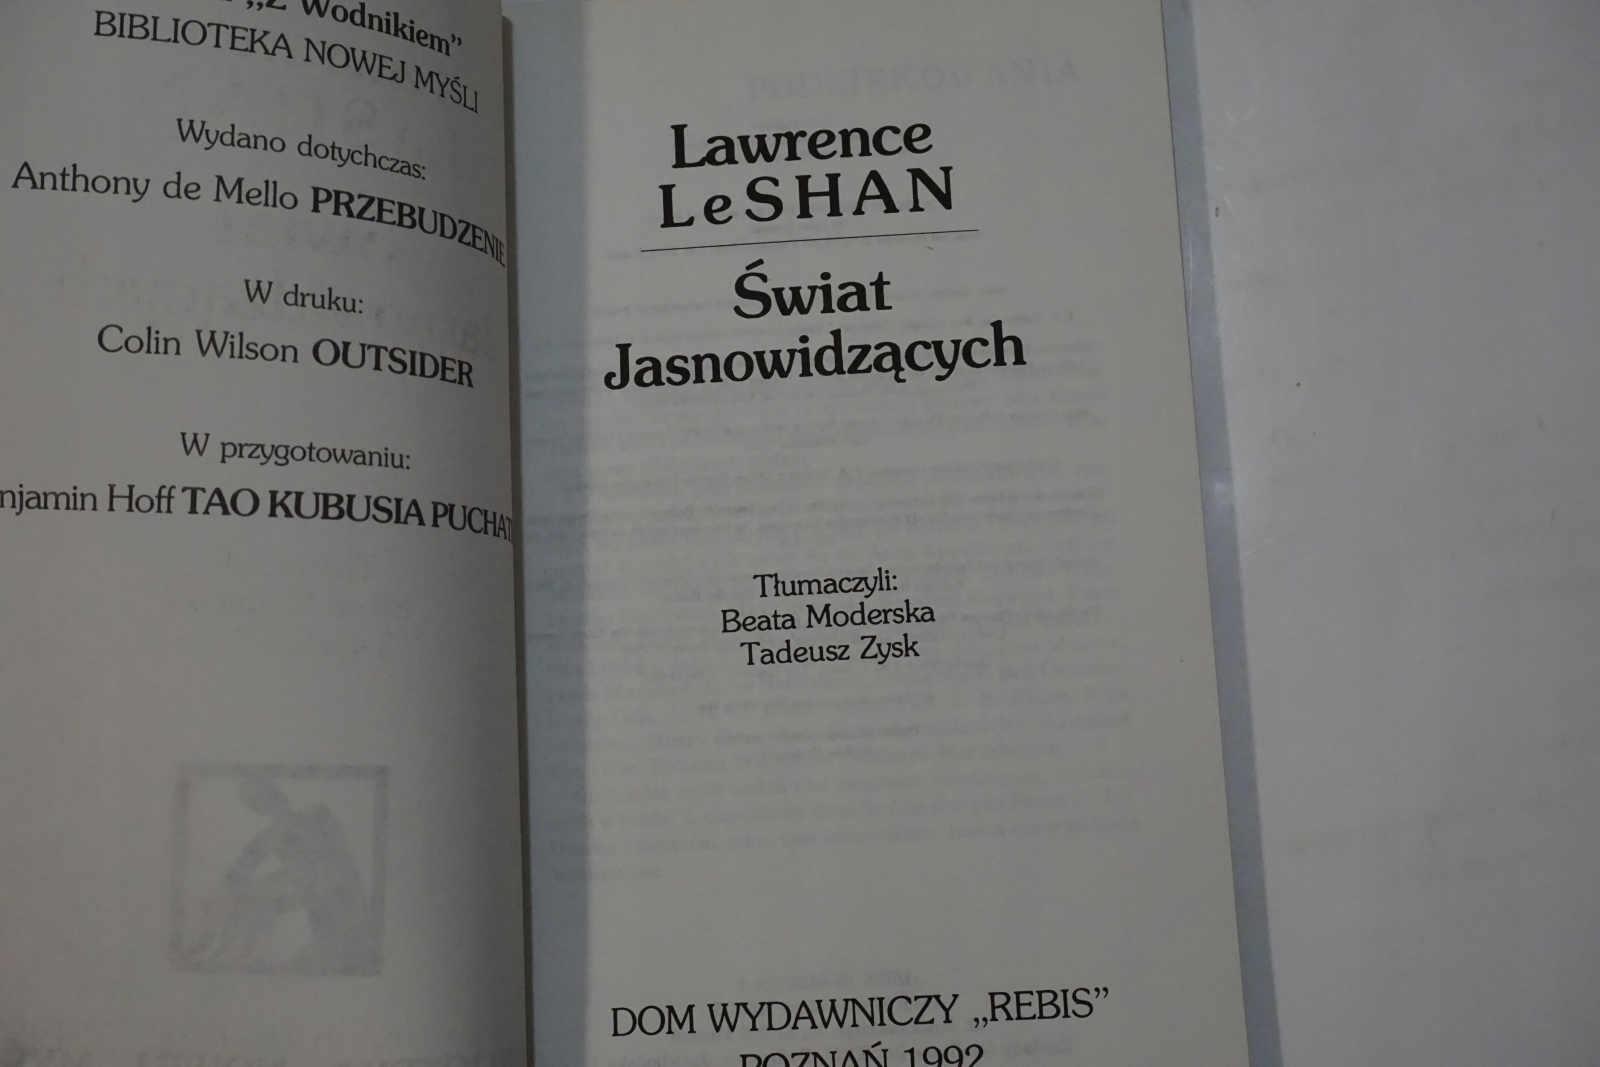 „Z Wodnikiem”
BIBLIOTEKA NOWEJ MYŚLI
Wydano dotychczas:
Anthony de Mello PRZEBUDZENIE
W druku:
Colin Wilson OUTSIDER
W przygotowaniu:
njamin Hoff TAO KUBUSIA PUCHAT
Lawrence
LeSHAN
Świat
Jasnowidzących
Tłumaczyli:
Beata Moderska
Tadeusz Zysk
DOM WYDAWNICZY „REBIS”
POZNAŃ 1992